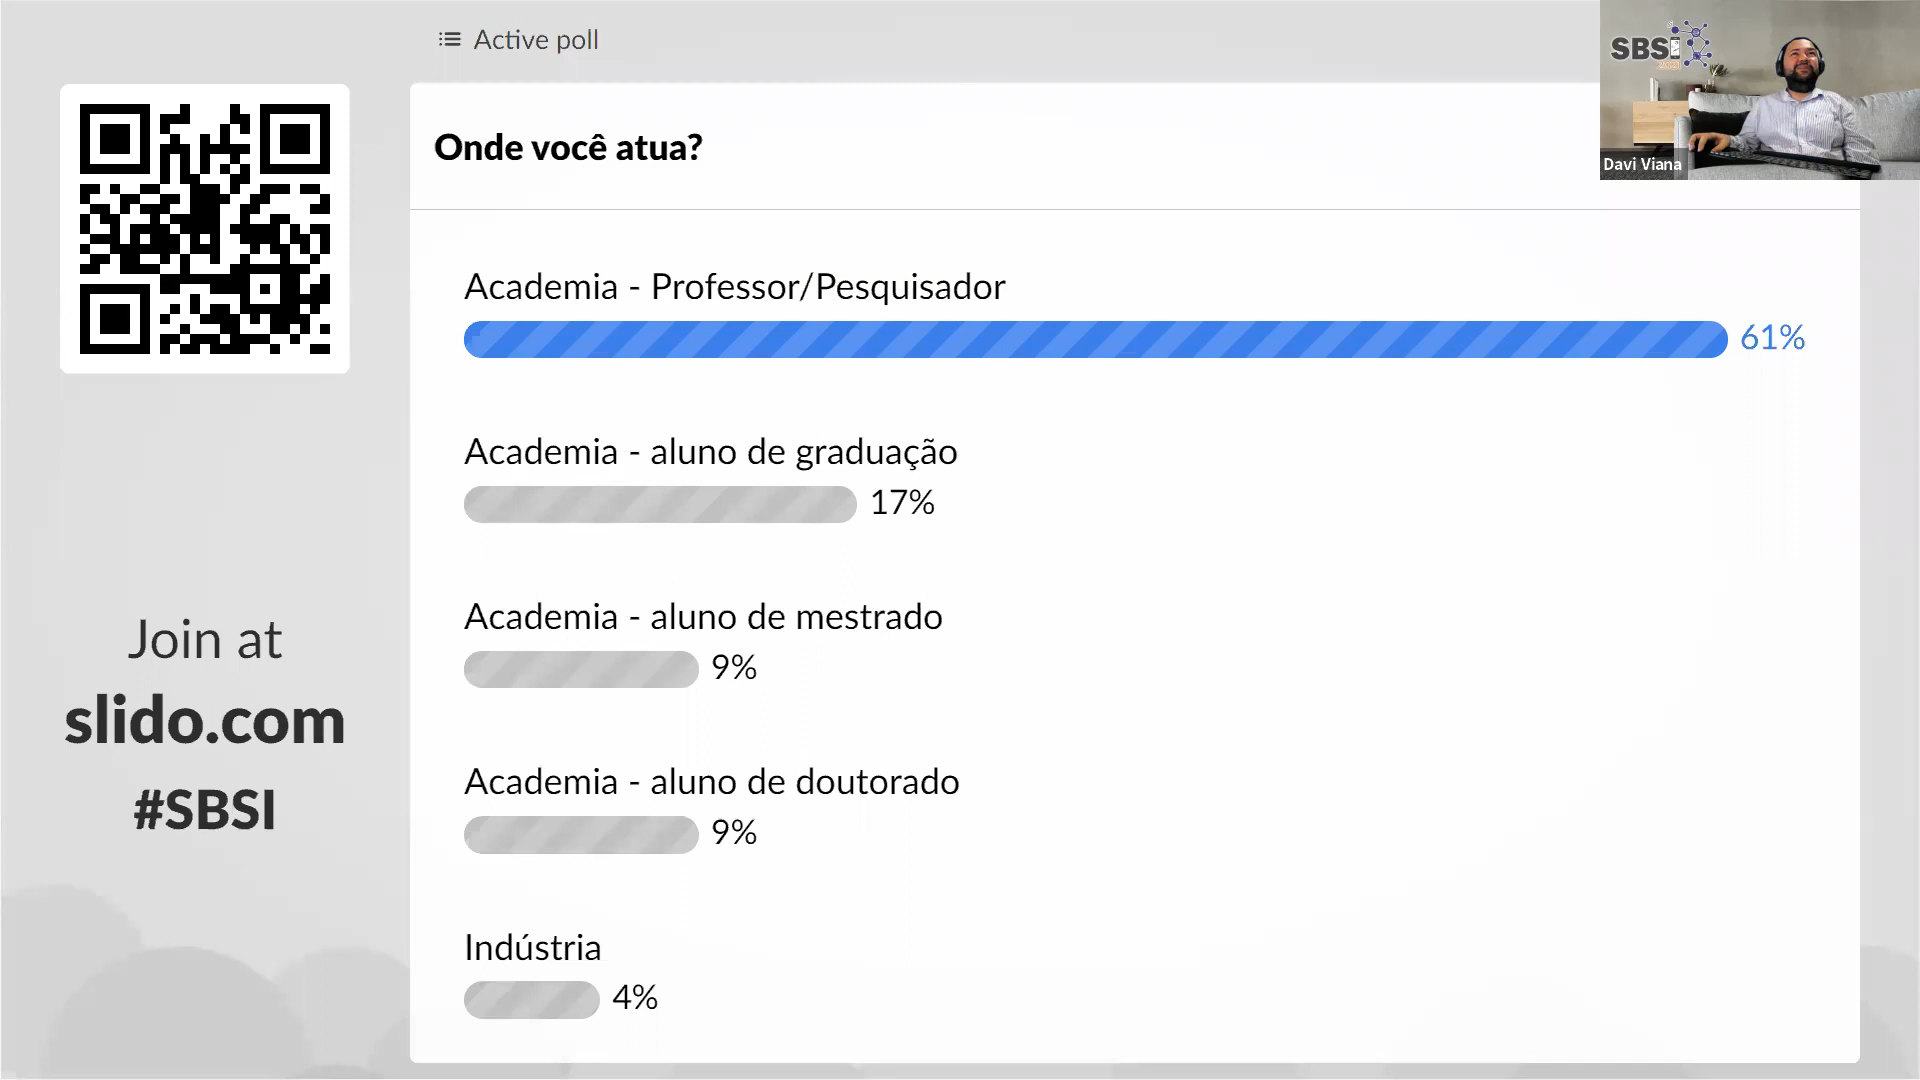 Active poll
SBSI
Davi Viana
Onde você atua?
Academia - Professor/Pesquisador
61%
Academia - aluno de graduação
17%
Academia - aluno de mestrado
9%
Academia - aluno de doutorado
9%
Indústria
4%
Join at
slido.com
#SBSI